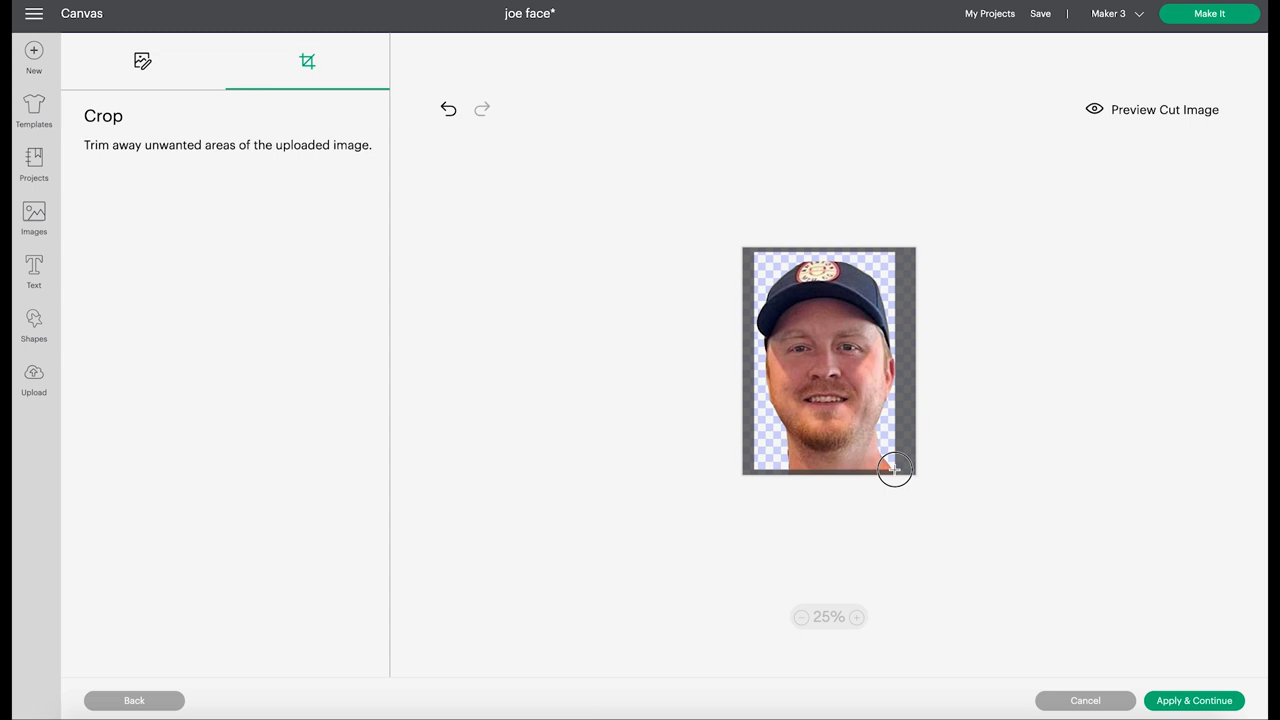 Canvas
joe face*
My Projects
Save
|
Maker 3
Make It
New
Templates
Projects
Images
Text
Shapes
Upload
Crop
Trim away unwanted areas of the uploaded image.
Preview Cut Image
25%
Back
Cancel
Apply & Continue